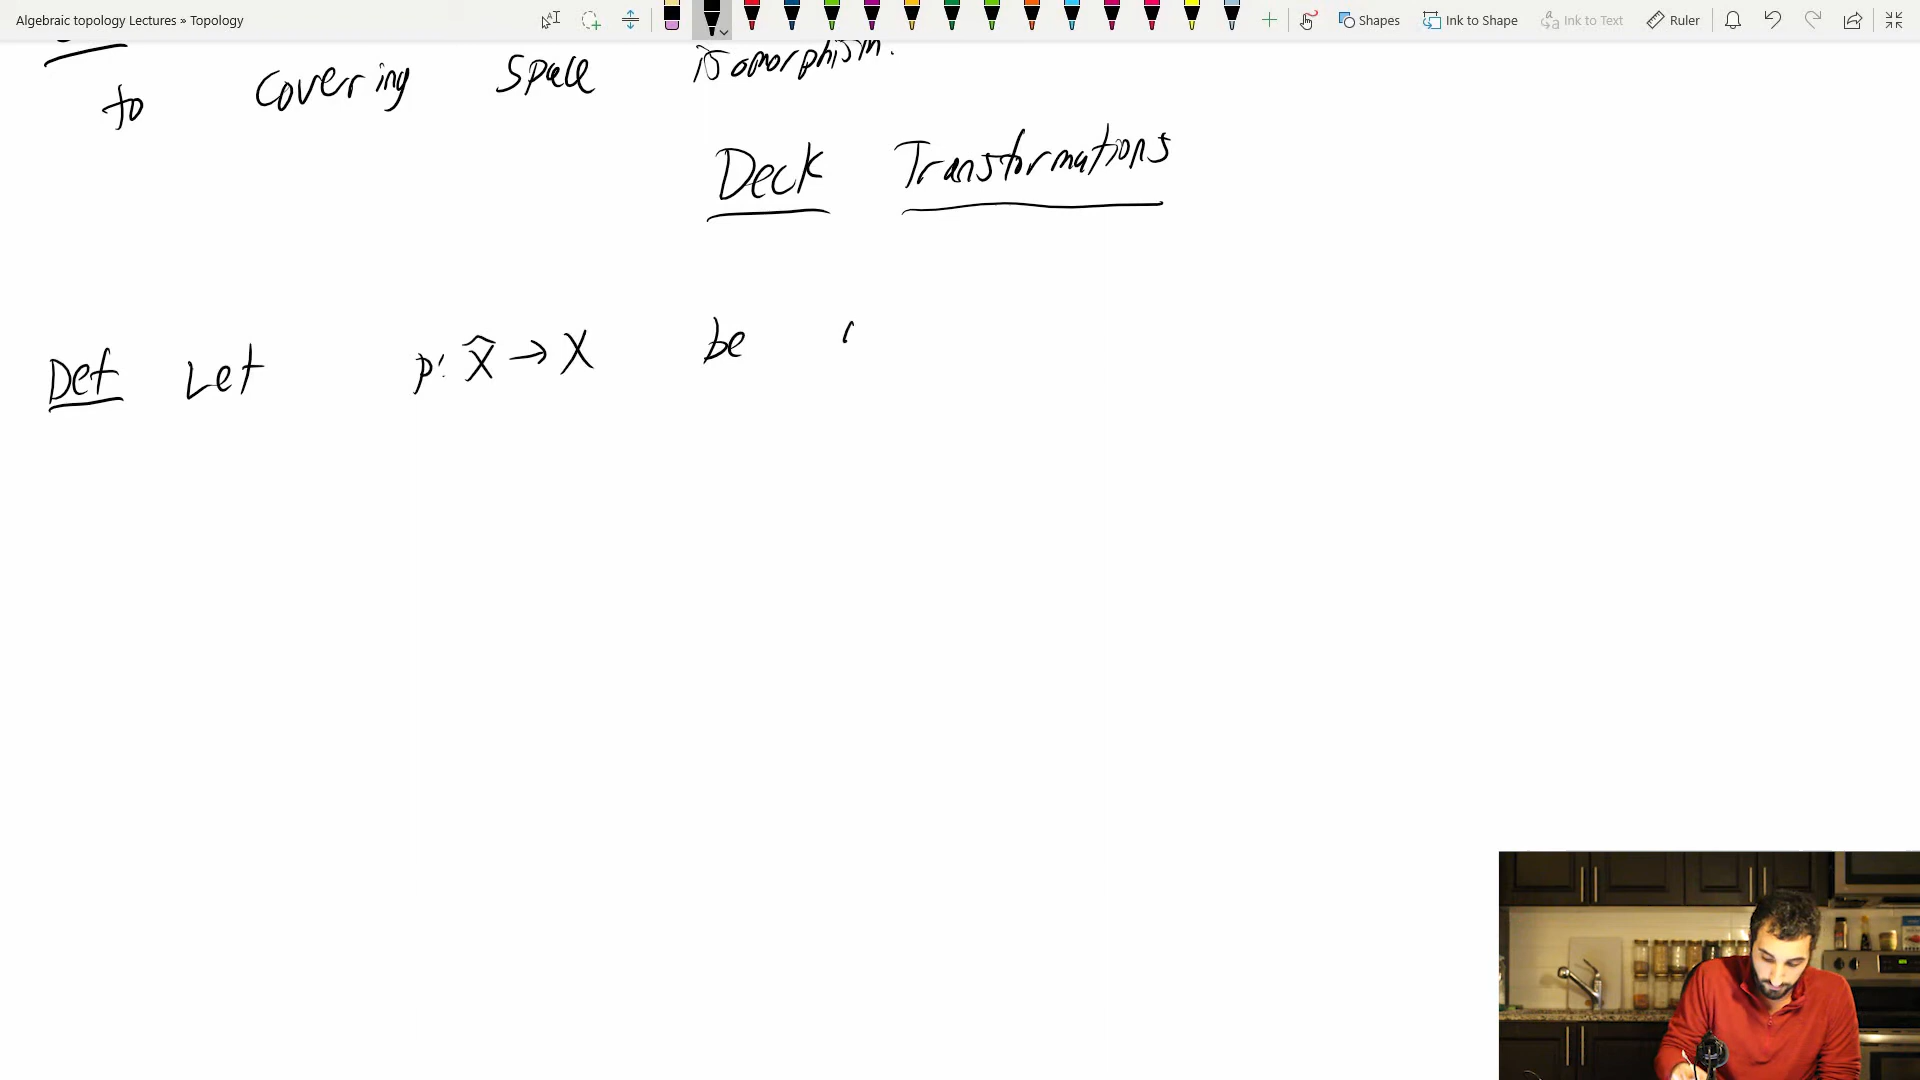 Algebraic topology Lectures » Topology
Shapes
Ink to Shape
Ink to Text
Ruler
to covering space isomorphism.
Deck Transformations
Def Let p: X̂ → X be